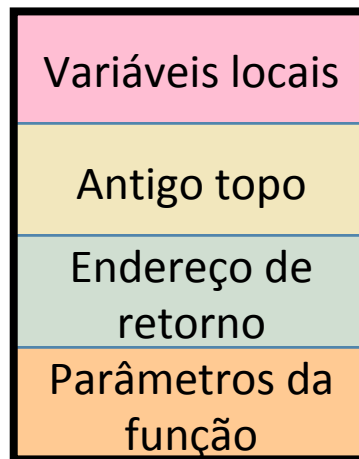 Variáveis locais
Antigo topo
Endereço de
retorno
Parâmetros da
função